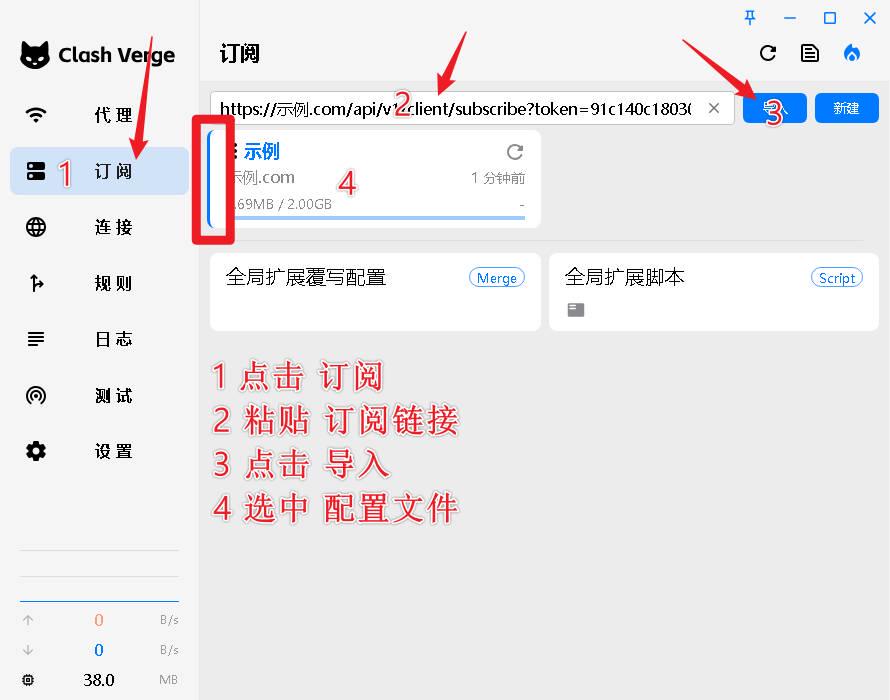 Clash Verge
订阅
代理
1 订阅
连接
规则
日志
测试
设置
https://示例.com/api/v1/client/subscribe?token=91c140c1803
2
导入
3
新建
示例
示例.com
4
1 分钟前
.69MB / 2.00GB
-
全局扩展覆写配置
Merge
全局扩展脚本
Script
1 点击 订阅
2 粘贴 订阅链接
3 点击 导入
4 选中 配置文件
0 B/s
0 B/s
38.0 MB